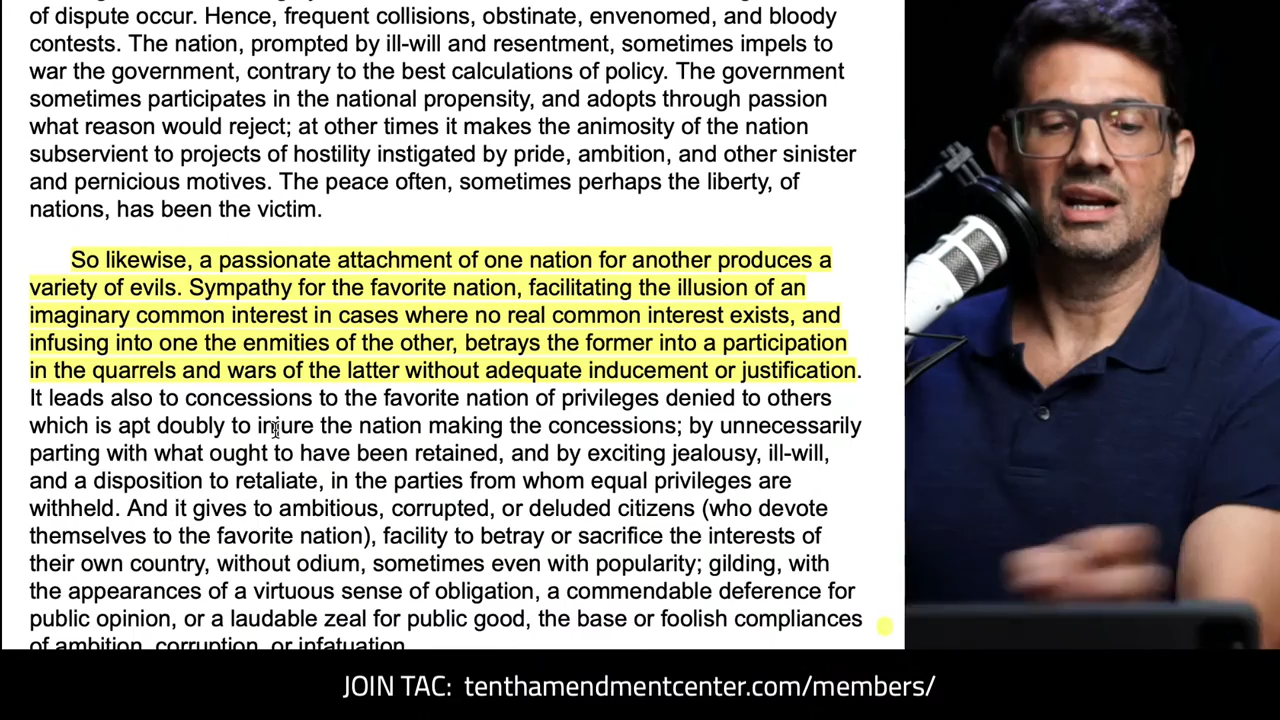 of dispute occur. Hence, frequent collisions, obstinate, envenomed, and bloody
contests. The nation, prompted by ill-will and resentment, sometimes impels to
war the government, contrary to the best calculations of policy. The government
sometimes participates in the national propensity, and adopts through passion
what reason would reject; at other times it makes the animosity of the nation
subservient to projects of hostility instigated by pride, ambition, and other sinister
and pernicious motives. The peace often, sometimes perhaps the liberty, of
nations, has been the victim.
So likewise, a passionate attachment of one nation for another produces a
variety of evils. Sympathy for the favorite nation, facilitating the illusion of an
imaginary common interest in cases where no real common interest exists, and
infusing into one the enmities of the other, betrays the former into a participation
in the quarrels and wars of the latter without adequate inducement or justification.
It leads also to concessions to the favorite nation of privileges denied to others
which is apt doubly to injure the nation making the concessions; by unnecessarily
parting with what ought to have been retained, and by exciting jealousy, ill-will,
and a disposition to retaliate, in the parties from whom equal privileges are
withheld. And it gives to ambitious, corrupted, or deluded citizens (who devote
themselves to the favorite nation), facility to betray or sacrifice the interests of
their own country, without odium, sometimes even with popularity; gilding, with
the appearances of a virtuous sense of obligation, a commendable deference for
public opinion, or a laudable zeal for public good, the base or foolish compliances
of ambition, corruption, or infatuation.
JOIN TAC: tenthamendmentcenter.com/members/